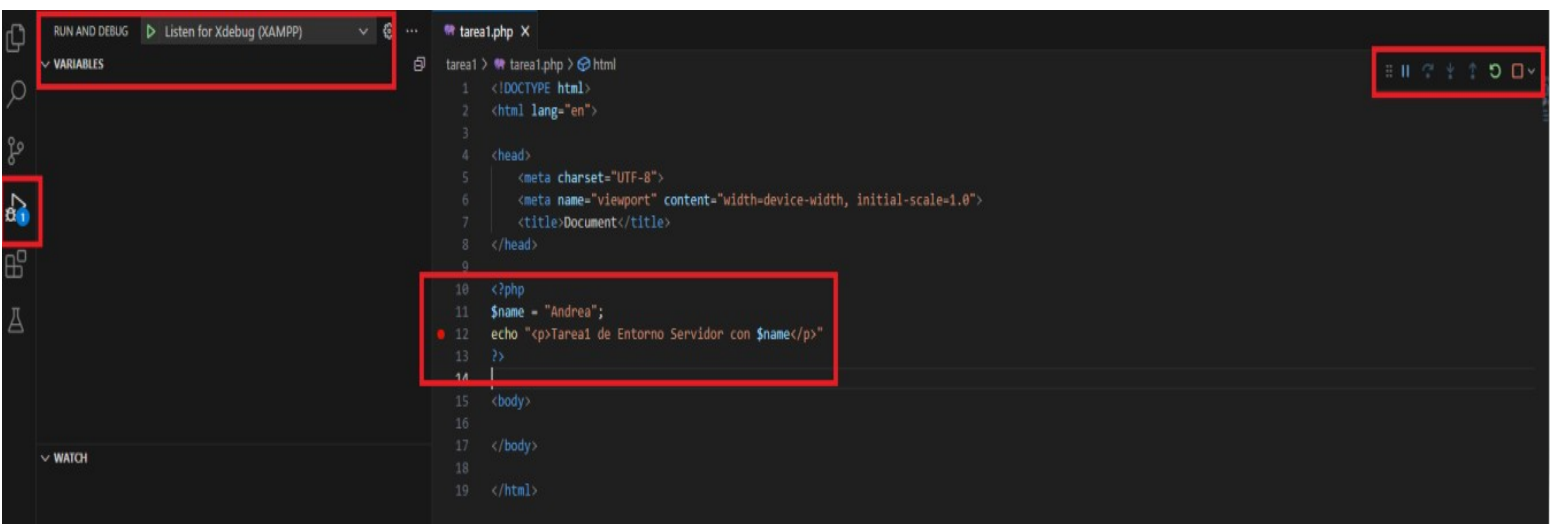 RUN AND DEBUG Listen for Xdebug (XAMPP)
VARIABLES
1
WATCH
tarea1.php
tarea1 > tarea1.php > html
1 <!DOCTYPE html>
2 <html lang="en">
3
4 <head>
5 <meta charset="UTF-8">
6 <meta name="viewport" content="width=device-width, initial-scale=1.0">
7 <title>Document</title>
8 </head>
9
10 <?php
11 $name = "Andrea";
12 echo "<p>Tarea1 de Entorno Servidor con $name</p>"
13 ?>
14
15 <body>
16
17 </body>
18
19 </html>